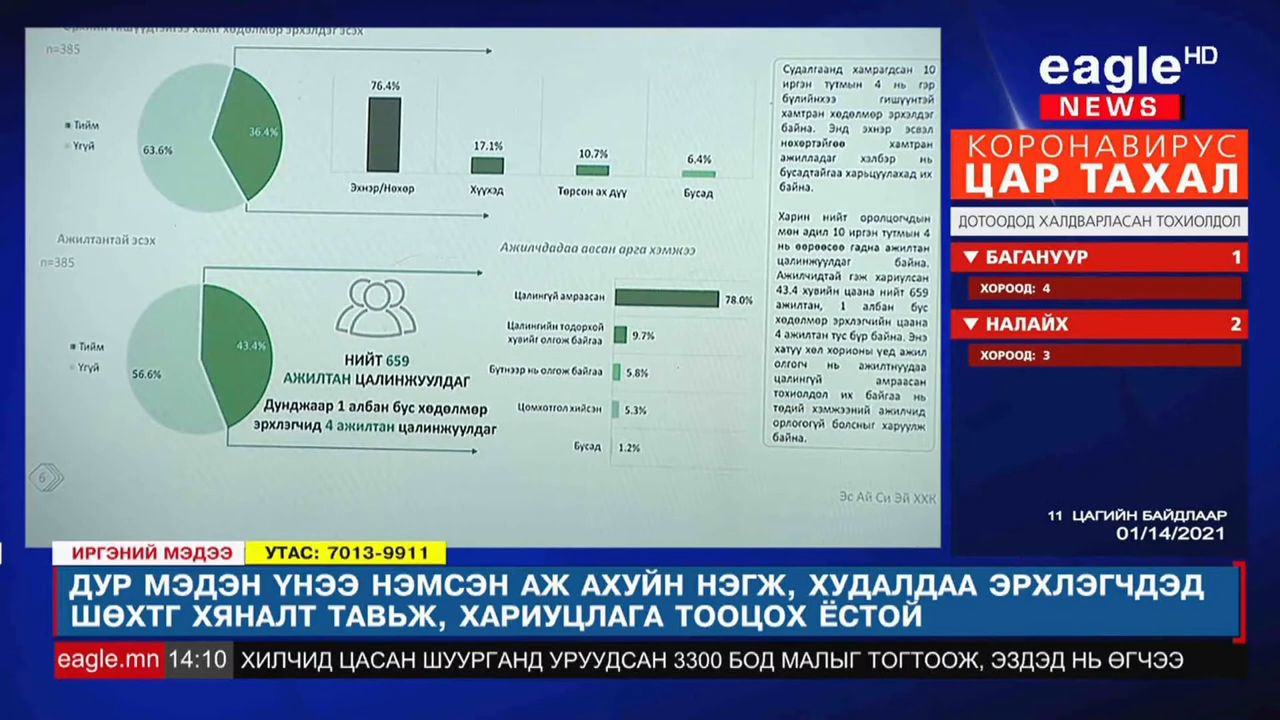 Өрхийн гишүүдтэйгээ хамт хөдөлмөр эрхэлдэг эсэх
n=385
Тийм
Үгүй
63.6%
36.4%
76.4%
17.1%
10.7%
6.4%
Эхнэр/Нөхөр
Хүүхэд
Төрсөн ах дүү
Бусад
Судалгаанд хамрагдсан 10
иргэн тутмын 4 нь гэр
бүлийнхээ гишүүнтэй
хамтран хөдөлмөр эрхэлдэг
байна. Энд эхнэр эсвэл
нөхөртэйгөө хамтран
ажилладаг хэлбэр нь
бусадтайгаа харьцуулахад их
байна.
Харин нийт оролцогчдын
мөн адил 10 иргэн тутмын 4
нь өөрөөсөө гадна ажилтан
цалинжуулдаг байна.
Ажилчидтай гэж хариулсан
43.4 хувийн цаана нийт 659
ажилтан, 1 албан бус
хөдөлмөр эрхлэгчийн цаана
4 ажилтан тус бүр байна. Энэ
хатуу хөл хорионы үед ажил
олгогч нь ажилтнуудаа
цалингүй амраасан
тохиолдол их байгаа нь
төдий хэмжээний ажилчид
орлогогүй болсныг харуулж
байна.
Ажилтантай эсэх
n=385
Тийм
Үгүй
56.6%
43.4%
НИЙТ 659
АЖИЛТАН ЦАЛИНЖУУЛДАГ
Дунджаар 1 албан бус хөдөлмөр
эрхлэгчид 4 ажилтан цалинжуулдаг
Ажилчдадаа авсан арга хэмжээ
Цалингүй амраасан 78.0%
Цалингийн тодорхой
хувийг олгож байгаа 9.7%
Бүтнээр нь олгож байгаа 5.8%
Цомхотгол хийсэн 5.3%
Бусад 1.2%
6
Эс Ай Си Эй ХХК
eagle HD
NEWS
КОРОНАВИРУС
ЦАР ТАХАЛ
ДОТООДОД ХАЛДВАРЛАСАН ТОХИОЛДОЛ
БАГАНУУР 1
ХОРООД: 4
НАЛАЙХ 2
ХОРООД: 3
11 ЦАГИЙН БАЙДЛААР
01/14/2021
ИРГЭНИЙ МЭДЭЭ УТАС: 7013-9911
ДУР МЭДЭН ҮНЭЭ НЭМСЭН АЖ АХУЙН НЭГЖ, ХУДАЛДАА ЭРХЛЭГЧДЭД
ШӨХТГ ХЯНАЛТ ТАВЬЖ, ХАРИУЦЛАГА ТООЦОХ ЁСТОЙ
eagle.mn 14:10 ХИЛЧИД ЦАСАН ШУУРГАНД УРУУДСАН 3300 БОД МАЛЫГ ТОГТООЖ, ЭЗДЭД НЬ ӨГЧЭЭ